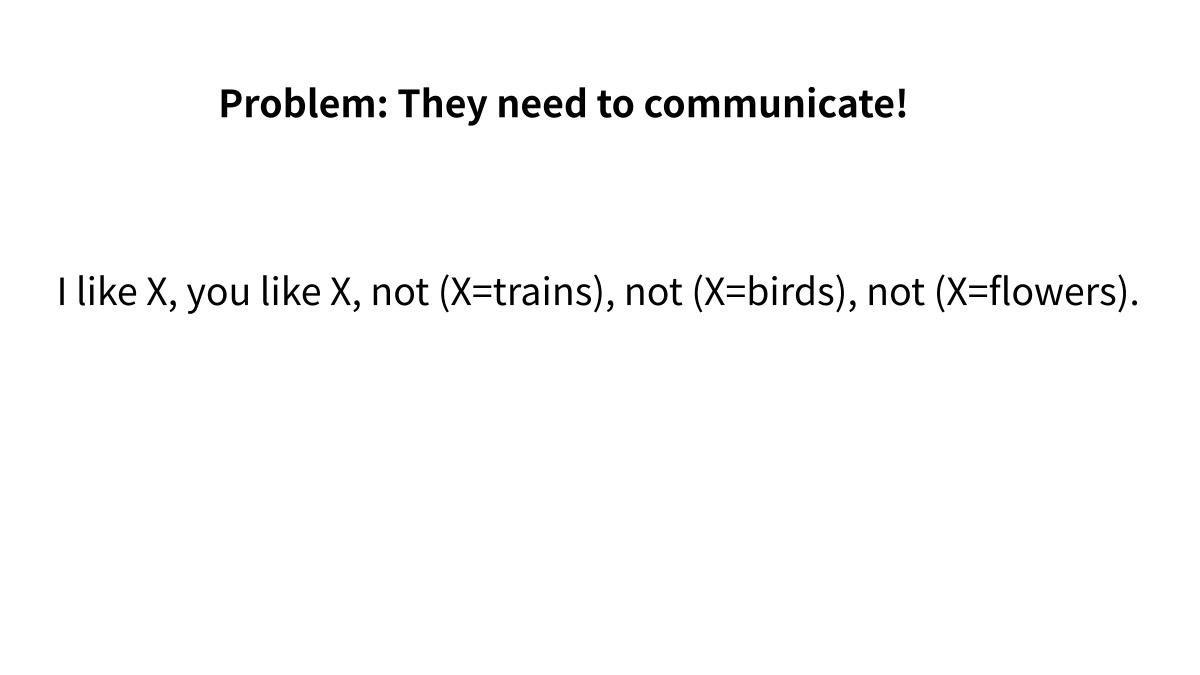 Problem: They need to communicate!
I like X, you like X, not (X=trains), not (X=birds), not (X=flowers).